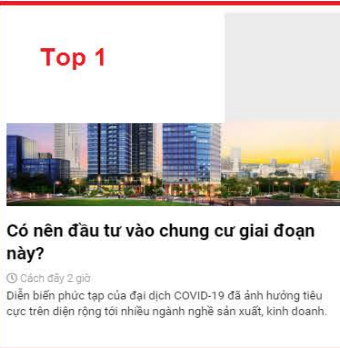 Top 1
Có nên đầu tư vào chung cư giai đoạn
này?
Cách đây 2 giờ
Diễn biến phức tạp của đại dịch COVID-19 đã ảnh hưởng tiêu
cực trên diện rộng tới nhiều ngành nghề sản xuất, kinh doanh.